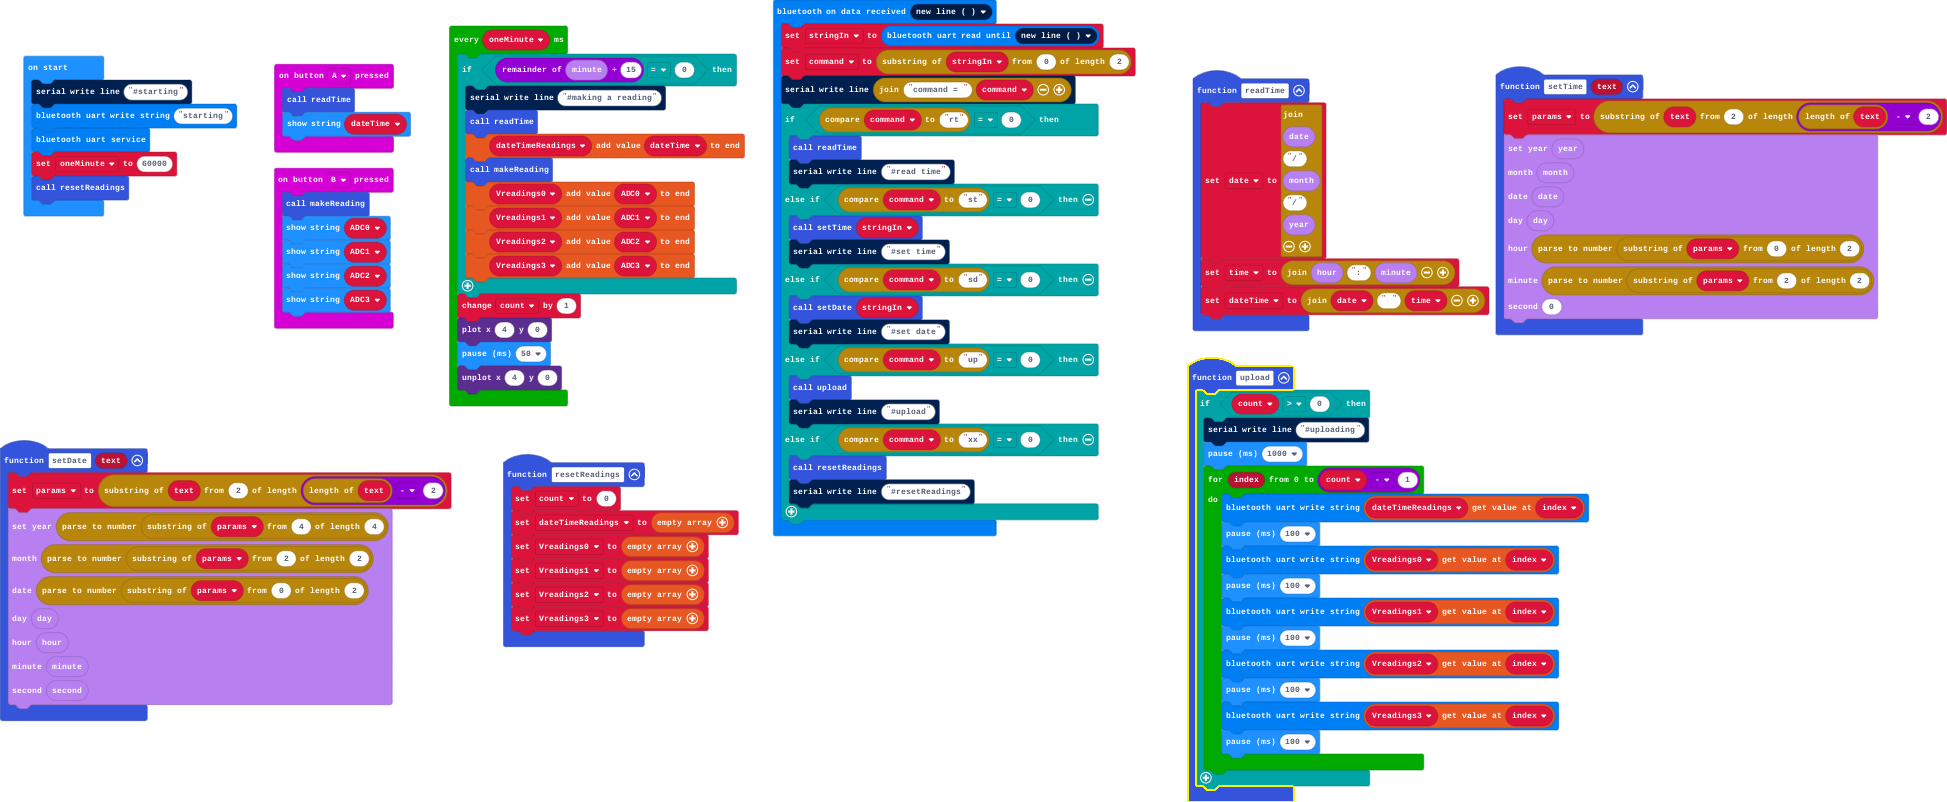 on start
serial write line "#starting"
bluetooth uart write string "starting"
bluetooth uart service
set oneMinute to 60000
call resetReadings
on button A pressed
call readTime
show string dateTime
on button B pressed
call makeReading
show string ADC0
show string ADC1
show string ADC2
show string ADC3
every oneMinute ms
if remainder of minute ÷ 15 = 0 then
serial write line "#making a reading"
call readTime
dateTimeReadings add value dateTime to end
call makeReading
Vreadings0 add value ADC0 to end
Vreadings1 add value ADC1 to end
Vreadings2 add value ADC2 to end
Vreadings3 add value ADC3 to end
change count by 1
plot x 4 y 0
pause (ms) 50
unplot x 4 y 0
bluetooth on data received new line ( )
set stringIn to bluetooth uart read until new line ( )
set command to substring of stringIn from 0 of length 2
serial write line join "command = " command
if compare command to "rt" = 0 then
call readTime
serial write line "#read time"
else if compare command to "st" = 0 then
call setTime stringIn
serial write line "#set time"
else if compare command to "sd" = 0 then
call setDate stringIn
serial write line "#set date"
else if compare command to "up" = 0 then
call upload
serial write line "#upload"
else if compare command to "xx" = 0 then
call resetReadings
serial write line "#resetReadings"
function readTime
set date to join date "/" month "/" year
set time to join hour ":" minute
set dateTime to join date " " time
function setTime text
set params to substring of text from 2 of length length of text - 2
set year year
month month
date date
day day
hour parse to number substring of params from 0 of length 2
minute parse to number substring of params from 2 of length 2
second 0
function setDate text
set params to substring of text from 2 of length length of text - 2
set year parse to number substring of params from 4 of length 4
month parse to number substring of params from 2 of length 2
date parse to number substring of params from 0 of length 2
day day
hour hour
minute minute
second second
function resetReadings
set count to 0
set dateTimeReadings to empty array
set Vreadings0 to empty array
set Vreadings1 to empty array
set Vreadings2 to empty array
set Vreadings3 to empty array
function upload
if count > 0 then
serial write line "#uploading"
pause (ms) 1000
for index from 0 to count - 1
do
bluetooth uart write string dateTimeReadings get value at index
pause (ms) 100
bluetooth uart write string Vreadings0 get value at index
pause (ms) 100
bluetooth uart write string Vreadings1 get value at index
pause (ms) 100
bluetooth uart write string Vreadings2 get value at index
pause (ms) 100
bluetooth uart write string Vreadings3 get value at index
pause (ms) 100